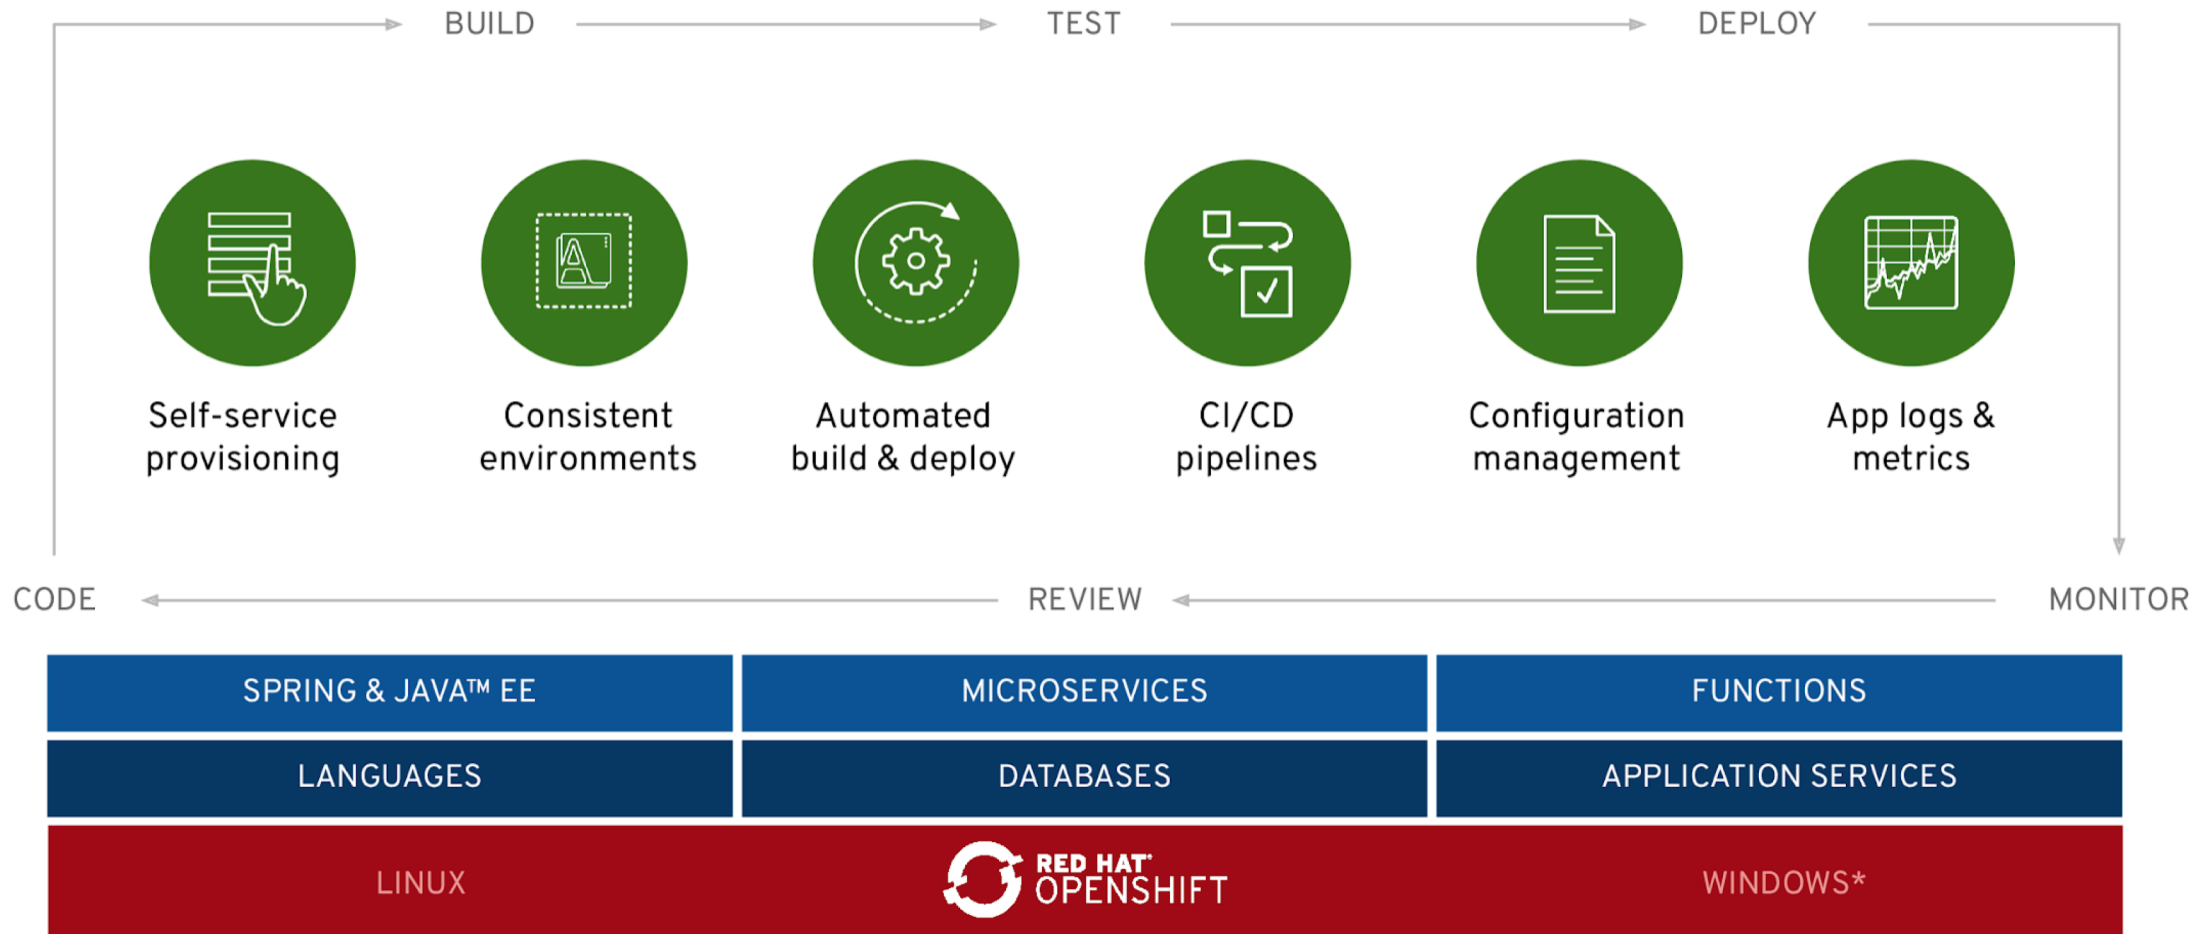 BUILD
TEST
DEPLOY
Self-service
provisioning
Consistent
environments
Automated
build & deploy
CI/CD
pipelines
Configuration
management
App logs &
metrics
CODE
REVIEW
MONITOR
SPRING & JAVA™ EE
MICROSERVICES
FUNCTIONS
LANGUAGES
DATABASES
APPLICATION SERVICES
LINUX
RED HAT®
OPENSHIFT
WINDOWS*